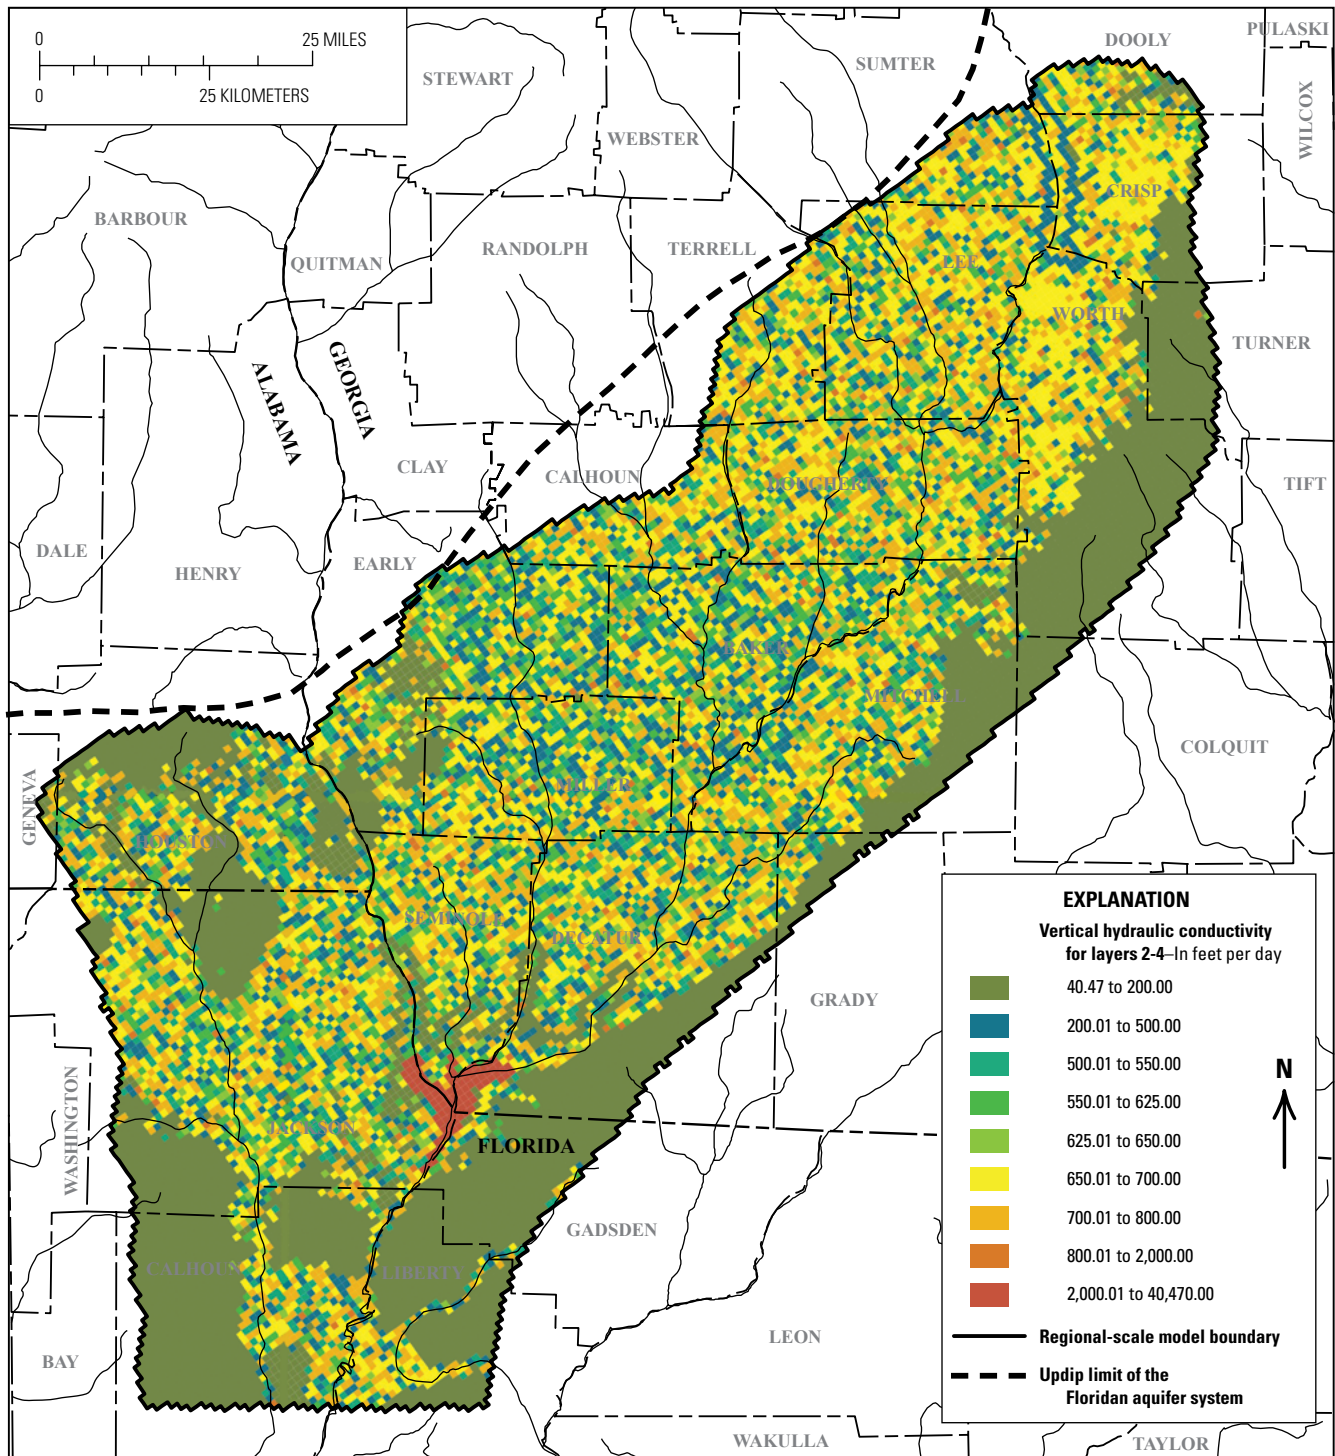 0 25 MILES
0 25 KILOMETERS
PULASKI
DOOLY
SUMTER
STEWART
WEBSTER
WILCOX
CRISP
BARBOUR
RANDOLPH
TERRELL
QUITMAN
LEE
WORTH
TURNER
GEORGIA
ALABAMA
CLAY
CALHOUN
DOUGHERTY
TIFT
DALE
HENRY
EARLY
BAKER
MITCHELL
COLQUIT
GENEVA
MILLER
HOUSTON
SEMINOLE
DECATUR
GRADY
WASHINGTON
JACKSON
FLORIDA
GADSDEN
CALHOUN
LIBERTY
LEON
BAY
WAKULLA
TAYLOR
EXPLANATION
Vertical hydraulic conductivity
for layers 2-4–In feet per day
40.47 to 200.00
200.01 to 500.00
500.01 to 550.00
550.01 to 625.00
625.01 to 650.00
650.01 to 700.00
700.01 to 800.00
800.01 to 2,000.00
2,000.01 to 40,470.00
N
Regional-scale model boundary
Updip limit of the
Floridan aquifer system